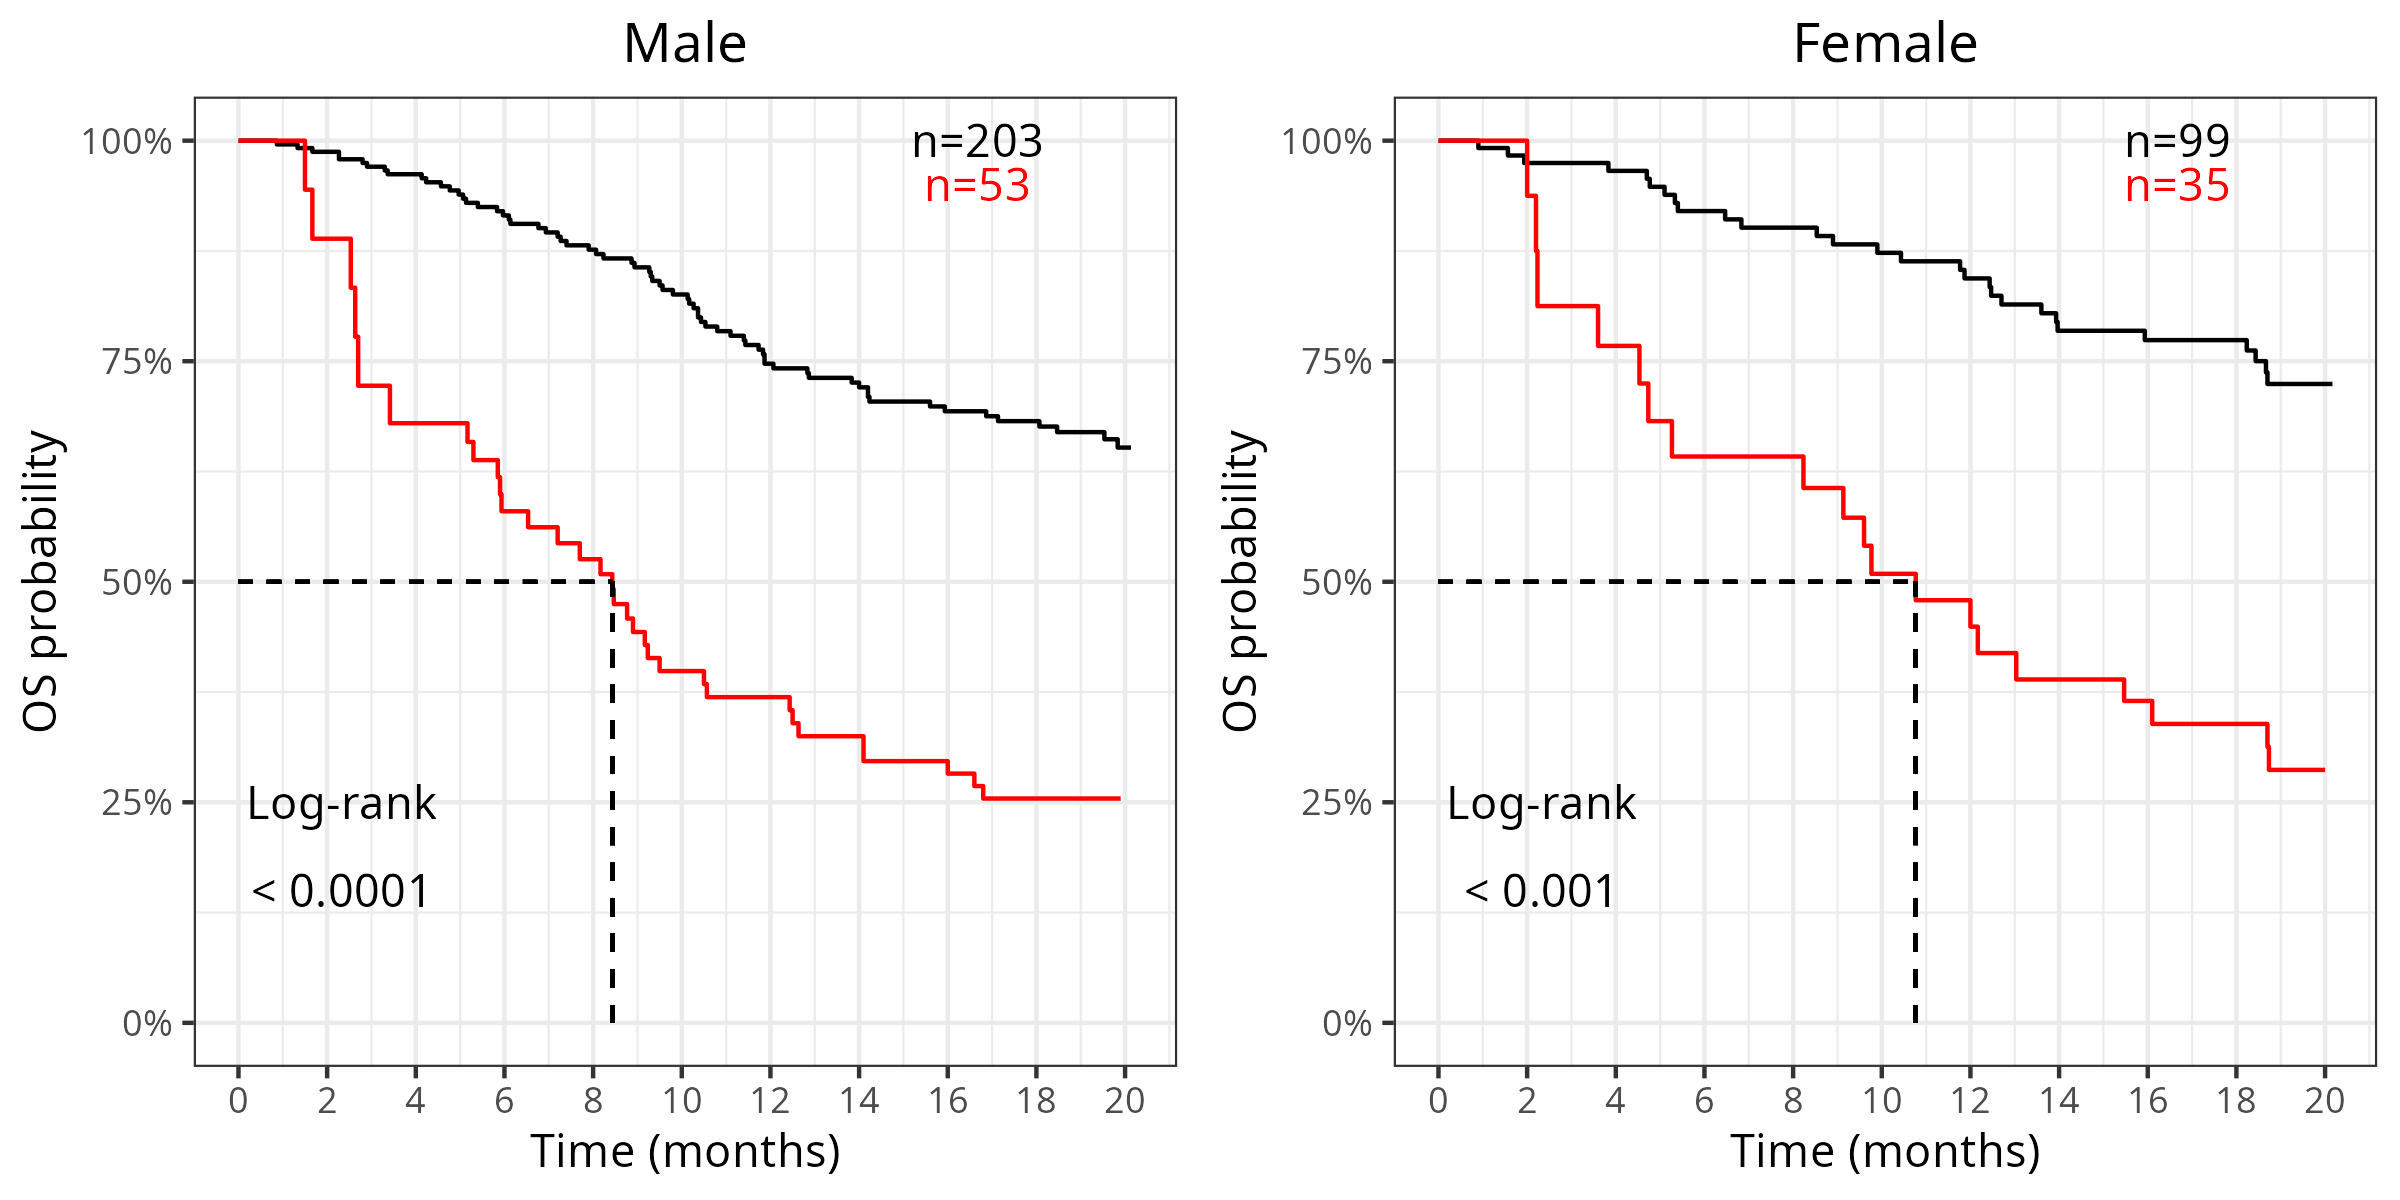 Male
OS probability
100%
75%
50%
25%
0%
n=203
n=53
Log-rank
< 0.0001
0 2 4 6 8 10 12 14 16 18 20
Time (months)
Female
OS probability
100%
75%
50%
25%
0%
n=99
n=35
Log-rank
< 0.001
0 2 4 6 8 10 12 14 16 18 20
Time (months)